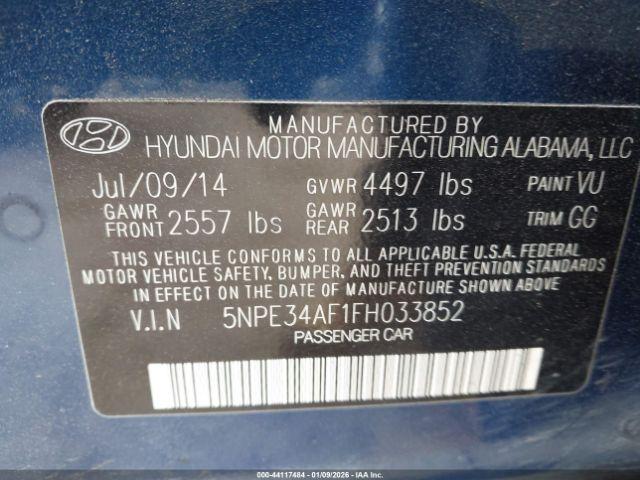 MANUFACTURED BY
HYUNDAI MOTOR MANUFACTURING ALABAMA, LLC
Jul/09/14 GVWR 4497 lbs PAINT VU
GAWR FRONT 2557 lbs GAWR REAR 2513 lbs TRIM GG
THIS VEHICLE CONFORMS TO ALL APPLICABLE U.S.A. FEDERAL
MOTOR VEHICLE SAFETY, BUMPER, AND THEFT PREVENTION STANDARDS
IN EFFECT ON THE DATE OF MANUFACTURE SHOWN ABOVE
V.I.N 5NPE34AF1FH033852
PASSENGER CAR
000-44117484 - 01/09/2026 - IAA Inc.